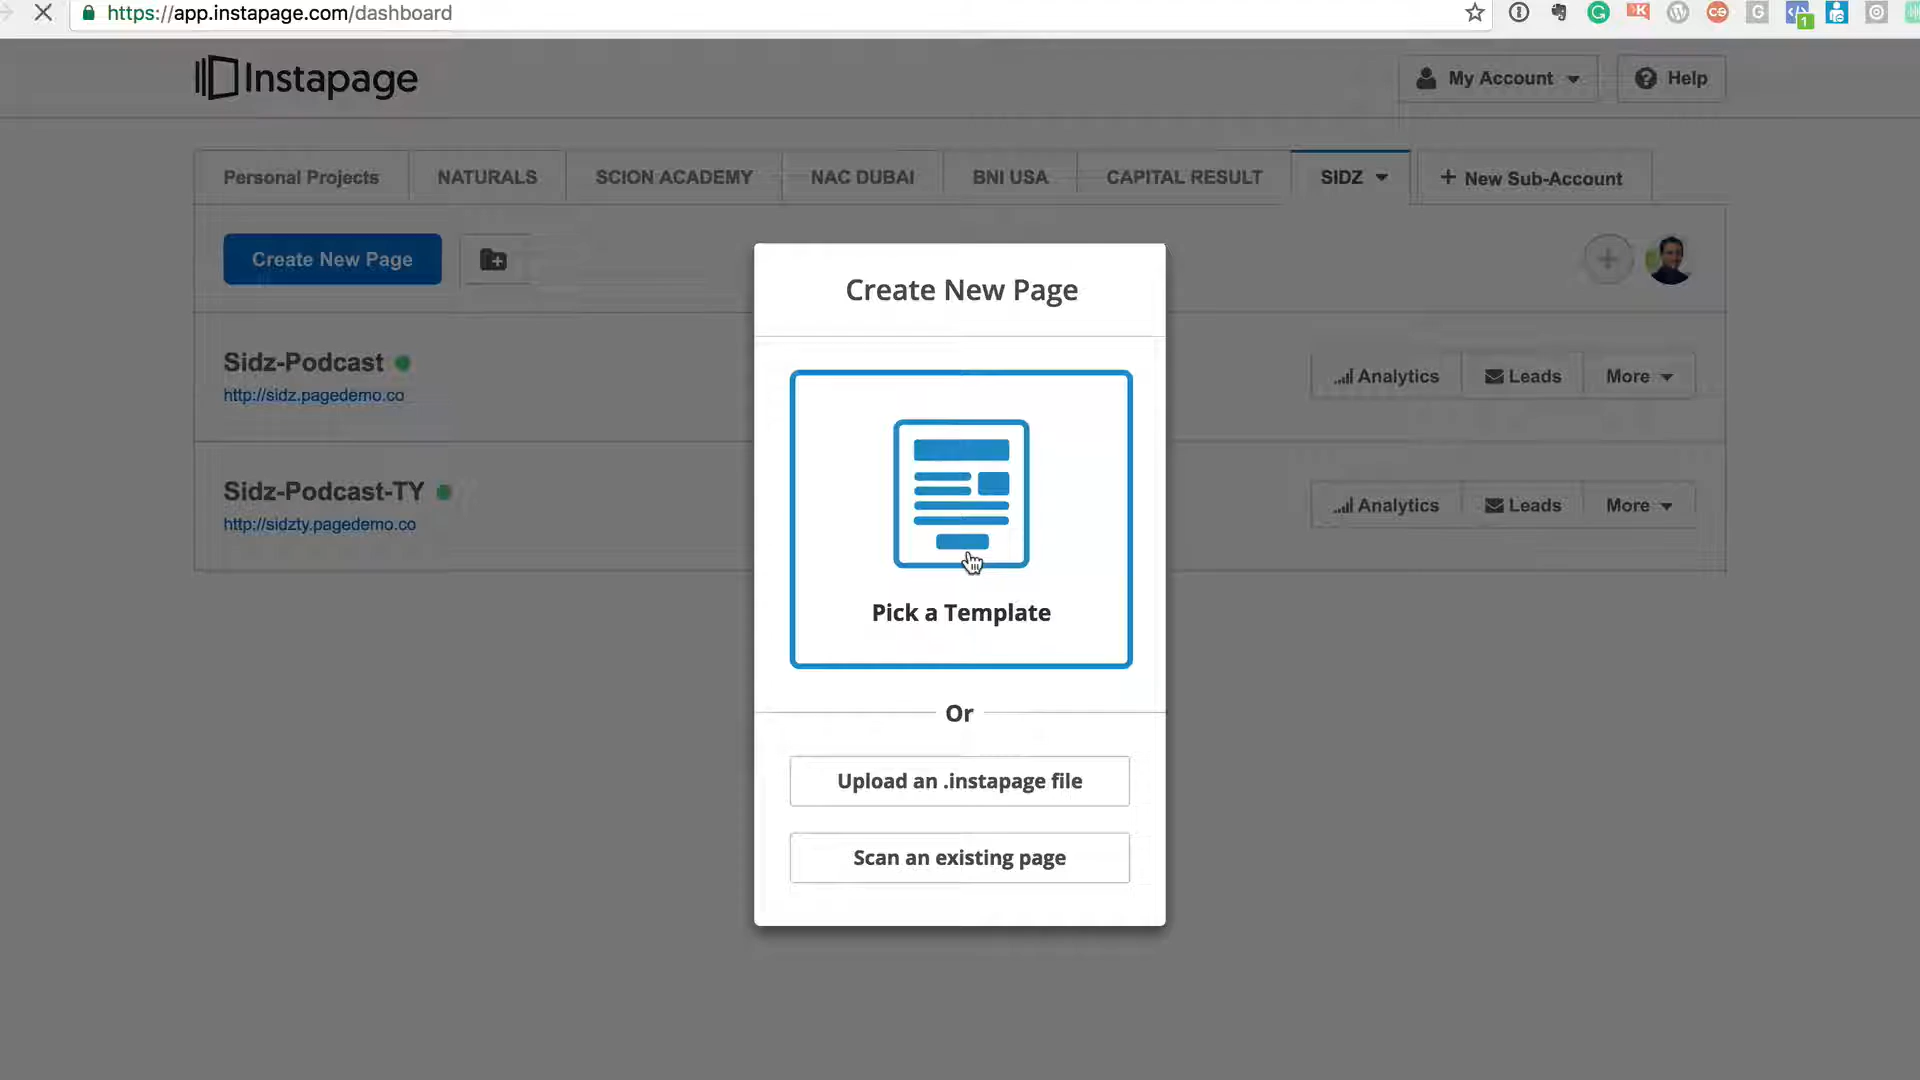 https://app.instapage.com/dashboard
1
Instapage
My Account
Help
Personal Projects
NATURALS
SCION ACADEMY
NAC DUBAI
BNI USA
CAPITAL RESULT
SIDZ
+ New Sub-Account
Create New Page
Create New Page
Sidz-Podcast
http://sidz.pagedemo.co
Analytics
Leads
More
Sidz-Podcast-TY
http://sidzty.pagedemo.co
Analytics
Leads
More
Pick a Template
Or
Upload an .instapage file
Scan an existing page